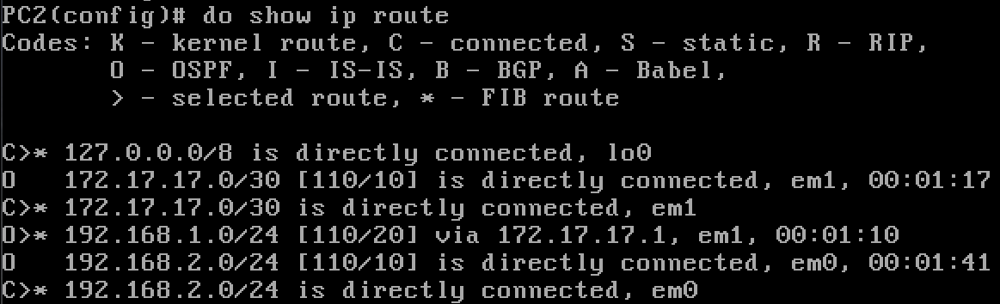 PC2(config)# do show ip route
Codes: K - kernel route, C - connected, S - static, R - RIP,
       O - OSPF, I - IS-IS, B - BGP, A - Babel,
       > - selected route, * - FIB route

C>* 127.0.0.0/8 is directly connected, lo0
O   172.17.17.0/30 [110/10] is directly connected, em1, 00:01:17
C>* 172.17.17.0/30 is directly connected, em1
O>* 192.168.1.0/24 [110/20] via 172.17.17.1, em1, 00:01:10
O   192.168.2.0/24 [110/10] is directly connected, em0, 00:01:41
C>* 192.168.2.0/24 is directly connected, em0